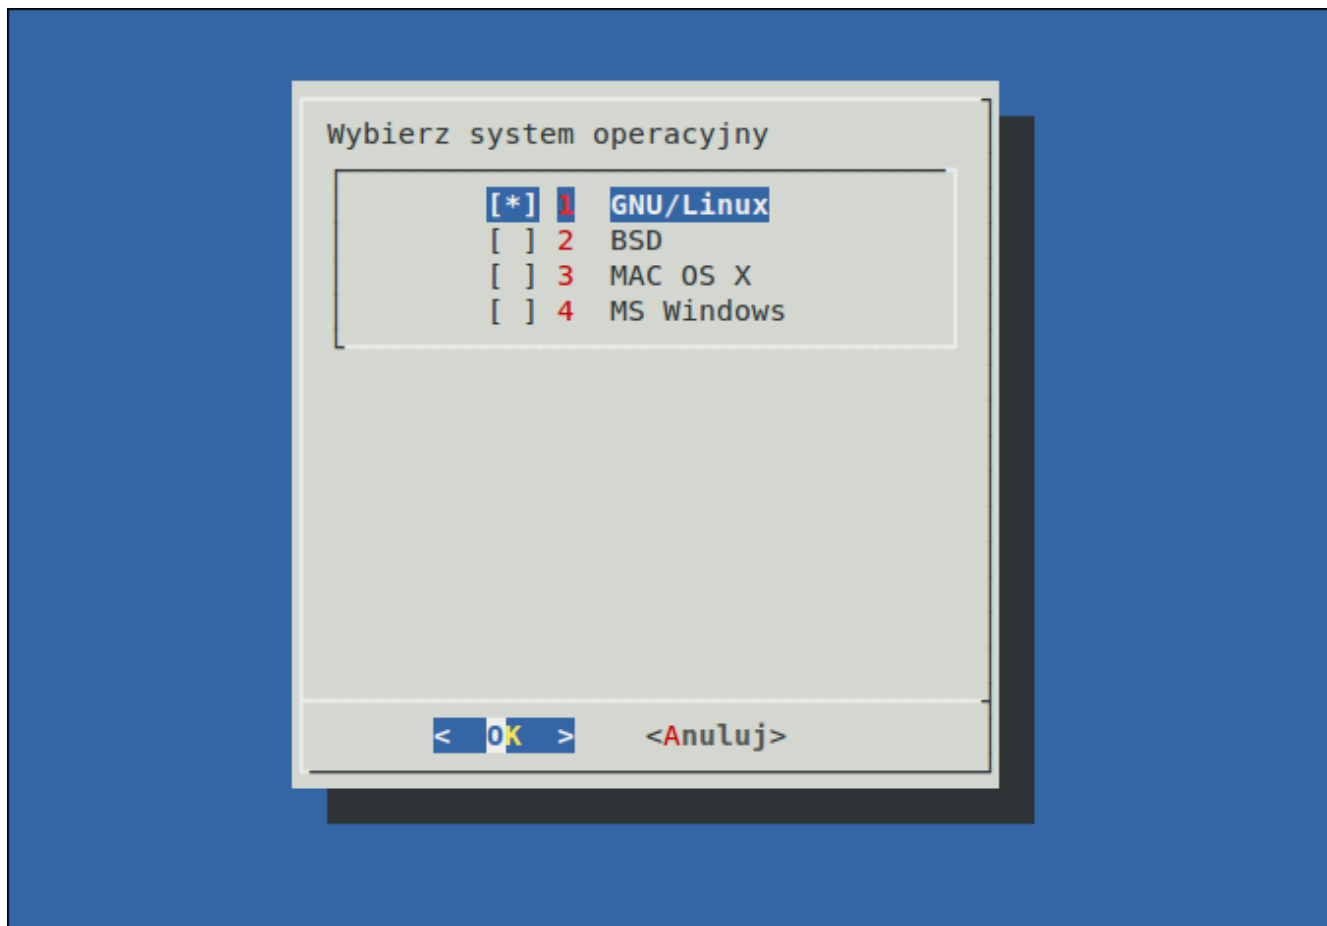 Wybierz system operacyjny
[*] 1 GNU/Linux
[ ] 2 BSD
[ ] 3 MAC OS X
[ ] 4 MS Windows
< OK > <Anuluj>